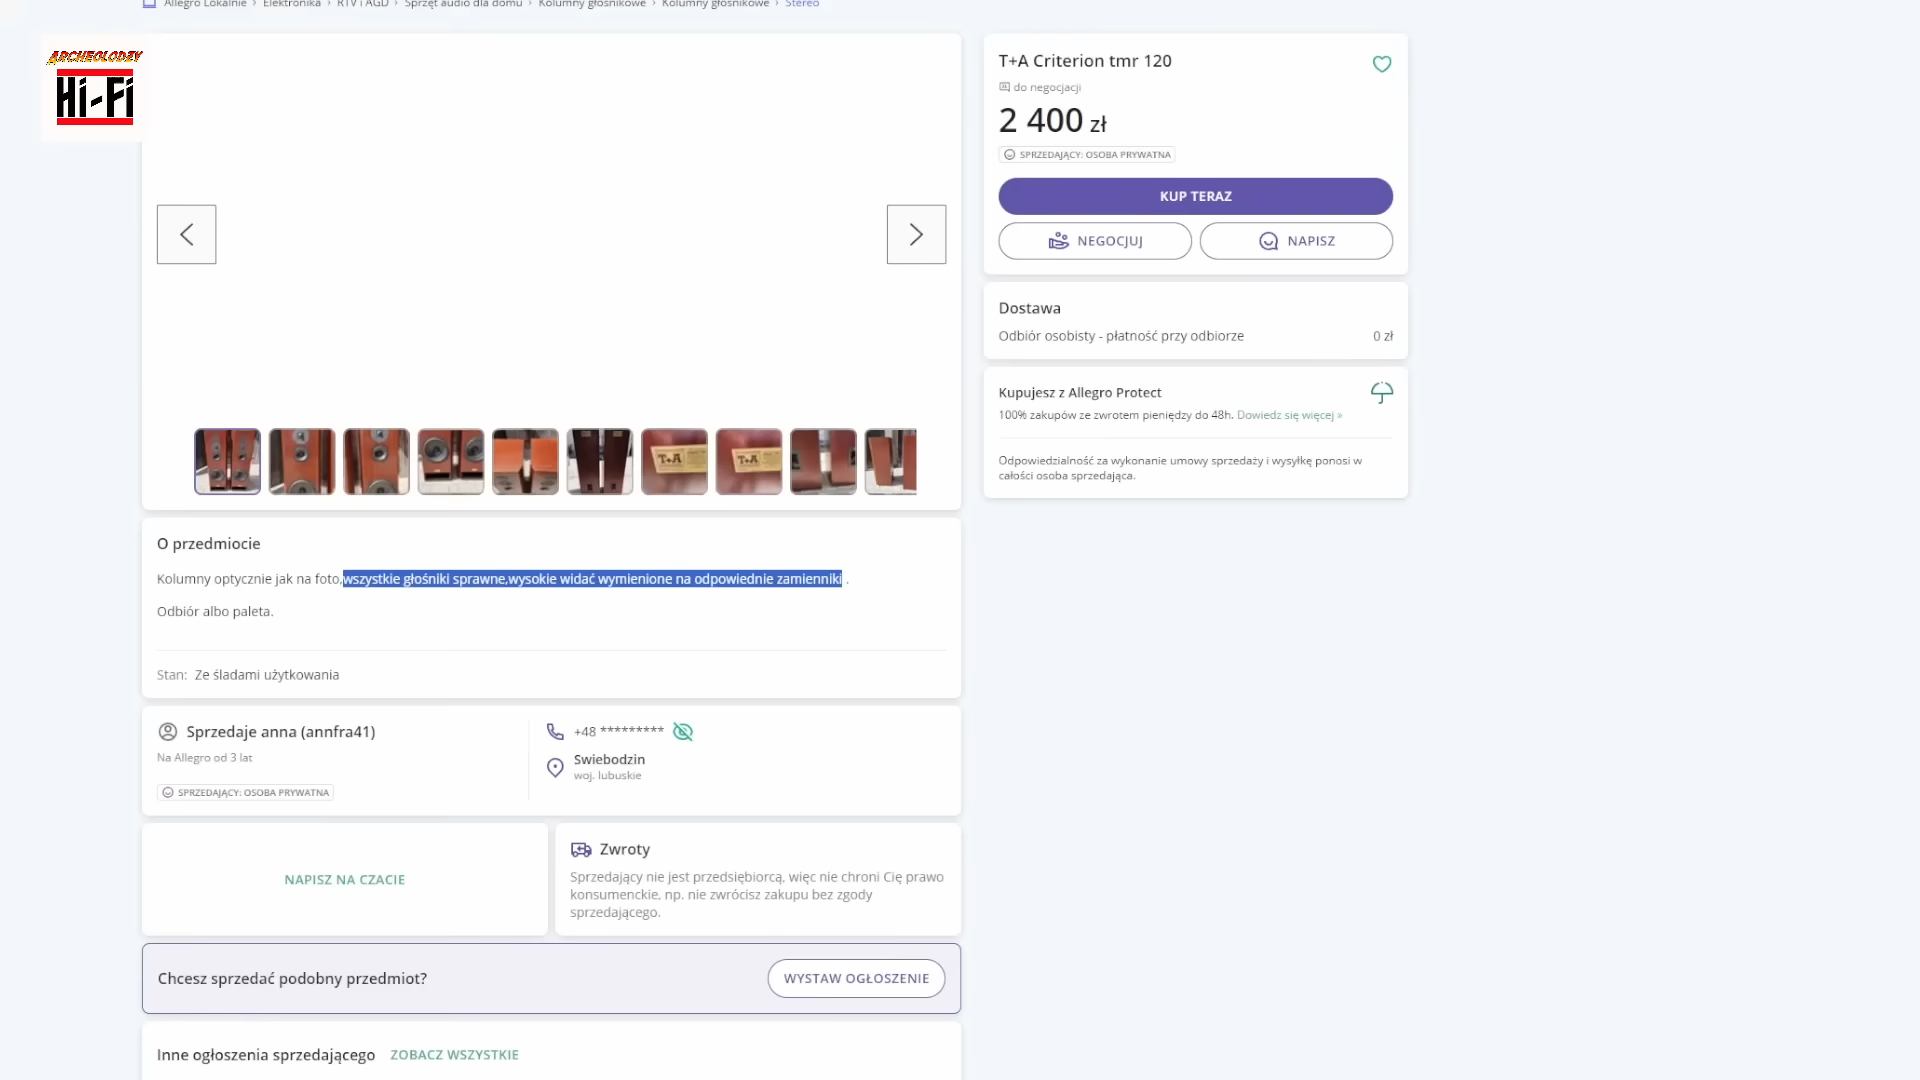 Allegro Lokalnie › Elektronika › RTV i AGD › Sprzęt audio dla domu › Kolumny głośnikowe › Kolumny głośnikowe › Stereo
ARCHEOLODZY
Hi-Fi
T+A Criterion tmr 120
do negocjacji
2 400 zł
SPRZEDAJĄCY: OSOBA PRYWATNA
KUP TERAZ
NEGOCJUJ
NAPISZ
Dostawa
Odbiór osobisty - płatność przy odbiorze 0 zł
Kupujesz z Allegro Protect
100% zakupów ze zwrotem pieniędzy do 48h. Dowiedz się więcej »
Odpowiedzialność za wykonanie umowy sprzedaży i wysyłkę ponosi w
całości osoba sprzedająca.
T+A
T+A
O przedmiocie
Kolumny optycznie jak na foto,wszystkie głośniki sprawne,wysokie widać wymienione na odpowiednie zamienniki .
Odbiór albo paleta.
Stan: Ze śladami użytkowania
Sprzedaje anna (annfra41)
Na Allegro od 3 lat
SPRZEDAJĄCY: OSOBA PRYWATNA
+48 *********
Swiebodzin
woj. lubuskie
NAPISZ NA CZACIE
Zwroty
Sprzedający nie jest przedsiębiorcą, więc nie chroni Cię prawo
konsumenckie, np. nie zwrócisz zakupu bez zgody
sprzedającego.
Chcesz sprzedać podobny przedmiot?
WYSTAW OGŁOSZENIE
Inne ogłoszenia sprzedającego ZOBACZ WSZYSTKIE